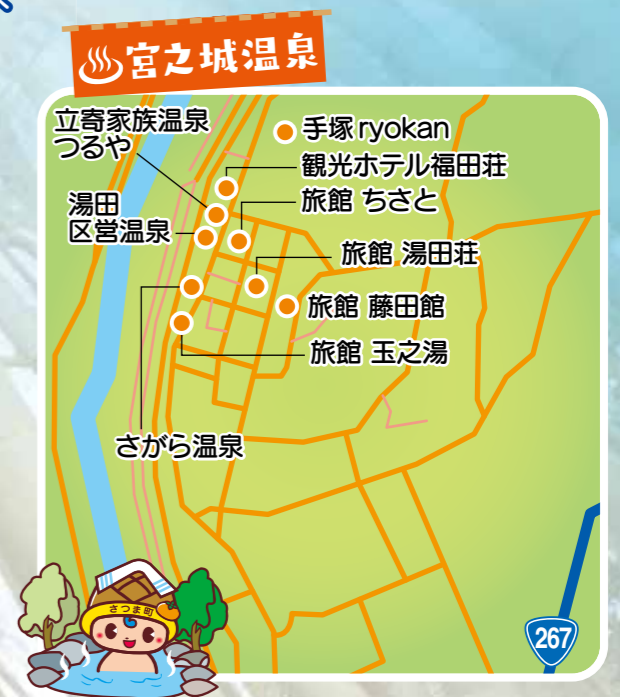 宮之城温泉
立寄家族温泉
つるや
手塚ryokan
観光ホテル福田荘
湯田
区営温泉
旅館 ちさと
旅館 湯田荘
旅館 藤田館
旅館 玉之湯
さがら温泉
さつま町
267